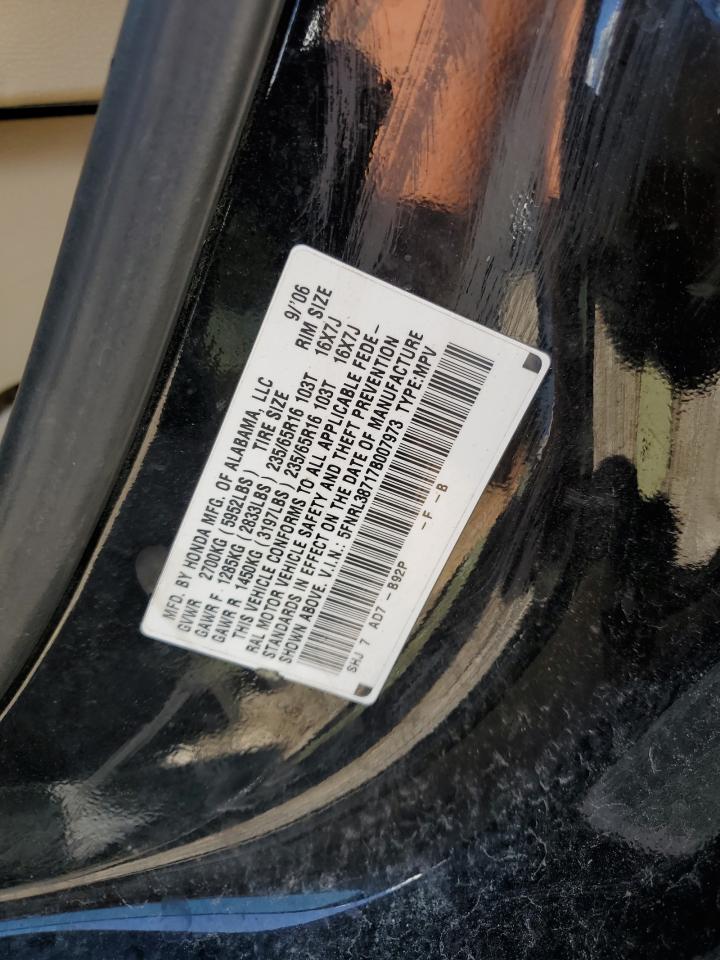 MFD. BY HONDA MFG. OF ALABAMA, LLC 9/'06
GVWR 2700KG (5952LBS) TIRE SIZE RIM SIZE
GAWR F. 1285KG (2833LBS) 235/65R16 103T 16X7J
GAWR R. 1450KG (3197LBS) 235/65R16 103T 16X7J
THIS VEHICLE CONFORMS TO ALL APPLICABLE FEDE-
RAL MOTOR VEHICLE SAFETY AND THEFT PREVENTION
STANDARDS IN EFFECT ON THE DATE OF MANUFACTURE
SHOWN ABOVE. V.I.N.: 5FNRL38717B007973 TYPE:MPV
SHJ 7 AD7 - B92P - F - B